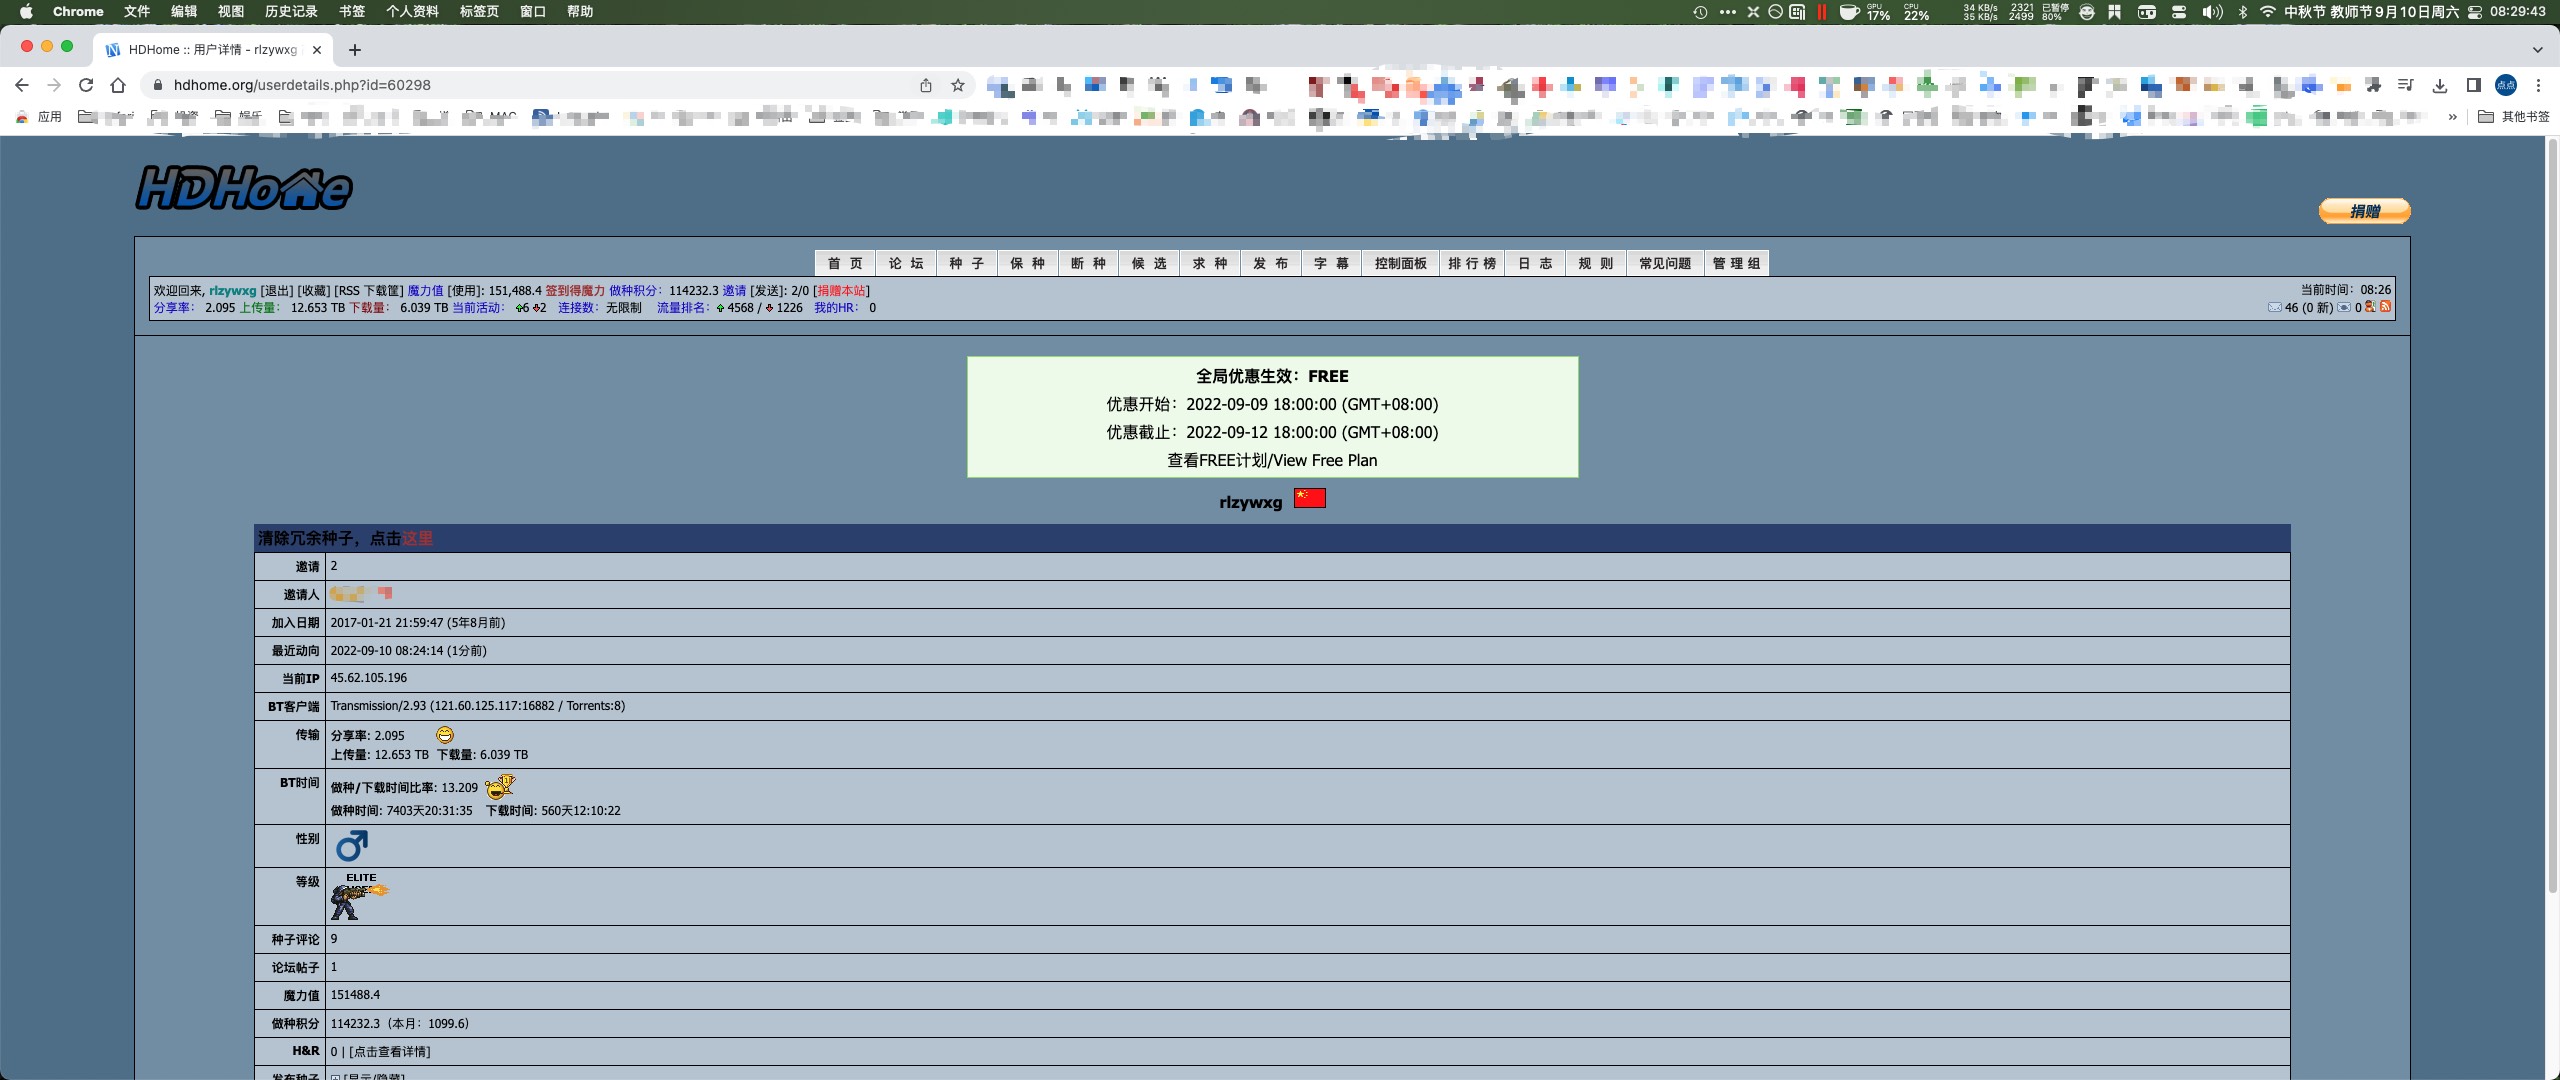 Chrome 文件 编辑 视图 历史记录 书签 个人资料 标签页 窗口 帮助
GPU 17% CPU 22% 34 KB/s 35 KB/s 2321 2499 已暂停 80% 中秋节 教师节9月10日周六 08:29:43
HDHome :: 用户详情 - rlzywxg
hdhome.org/userdetails.php?id=60298
点点
应用
MAC
» 其他书签
HDHome
捐赠
首 页 论 坛 种 子 保 种 断 种 候 选 求 种 发 布 字 幕 控制面板 排 行 榜 日 志 规 则 常见问题 管 理 组
欢迎回来, rlzywxg [退出] [收藏] [RSS 下载筐] 魔力值 [使用]: 151,488.4 签到得魔力 做种积分：114232.3 邀请 [发送]: 2/0 [捐赠本站]
当前时间：08:26
分享率： 2.095 上传量： 12.653 TB 下载量： 6.039 TB 当前活动： 6 2 连接数：无限制 流量排名： 4568 / 1226 我的HR： 0
46 (0 新) 0
全局优惠生效：FREE
优惠开始：2022-09-09 18:00:00 (GMT+08:00)
优惠截止：2022-09-12 18:00:00 (GMT+08:00)
查看FREE计划/View Free Plan
rlzywxg
清除冗余种子，点击这里
邀请 2
邀请人
加入日期 2017-01-21 21:59:47 (5年8月前)
最近动向 2022-09-10 08:24:14 (1分前)
当前IP 45.62.105.196
BT客户端 Transmission/2.93 (121.60.125.117:16882 / Torrents:8)
传输 分享率: 2.095
上传量: 12.653 TB 下载量: 6.039 TB
BT时间 做种/下载时间比率: 13.209
做种时间: 7403天20:31:35 下载时间: 560天12:10:22
性别
等级 ELITE
种子评论 9
论坛帖子 1
魔力值 151488.4
做种积分 114232.3（本月：1099.6）
H&R 0 | [点击查看详情]
发布种子 [显示/隐藏]